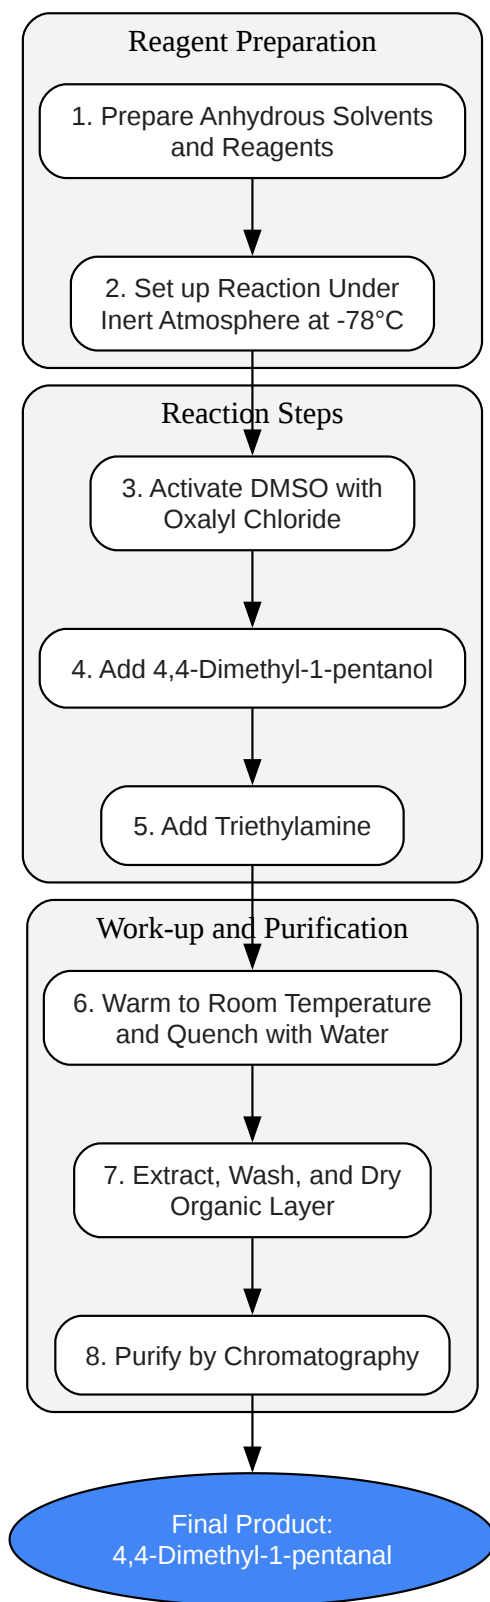 Reagent Preparation
1. Prepare Anhydrous Solvents
and Reagents
2. Set up Reaction Under
Inert Atmosphere at -78°C
Reaction Steps
3. Activate DMSO with
Oxalyl Chloride
4. Add 4,4-Dimethyl-1-pentanol
5. Add Triethylamine
Work-up and Purification
6. Warm to Room Temperature
and Quench with Water
7. Extract, Wash, and Dry
Organic Layer
8. Purify by Chromatography
Final Product:
4,4-Dimethyl-1-pentanal